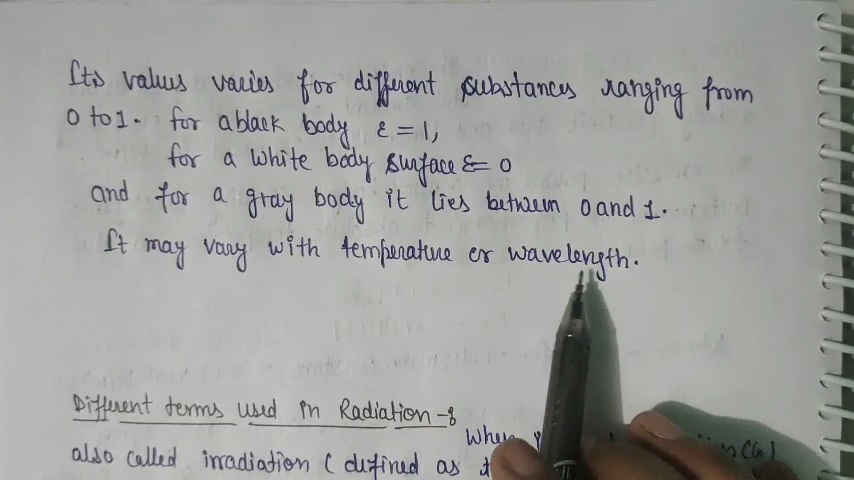 Its values varies for different substances ranging from
0 to 1. for a black body ε = 1,
for a white body surface ε = 0
and for a gray body it lies between 0 and 1.
It may vary with temperature or wavelength.
Different terms used in Radiation -:
When
also called irradiation ( defined as